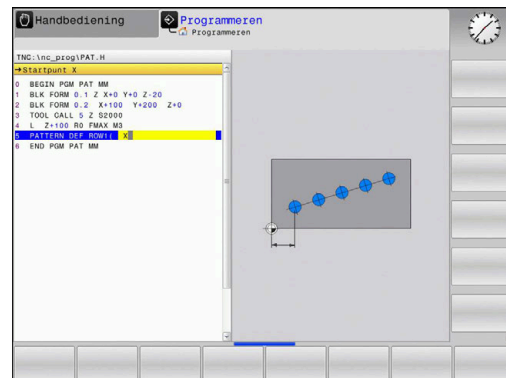 Handbediening
Programmeren
Programmeren
TNC:\nc_prog\PAT.H
→Startpunt X
0 BEGIN PGM PAT MM
1 BLK FORM 0.1 Z X+0 Y+0 Z-20
2 BLK FORM 0.2 X+100 Y+200 Z+0
3 TOOL CALL 5 Z S2000
4 L Z+100 R0 FMAX M3
5 PATTERN DEF ROW1( X
6 END PGM PAT MM